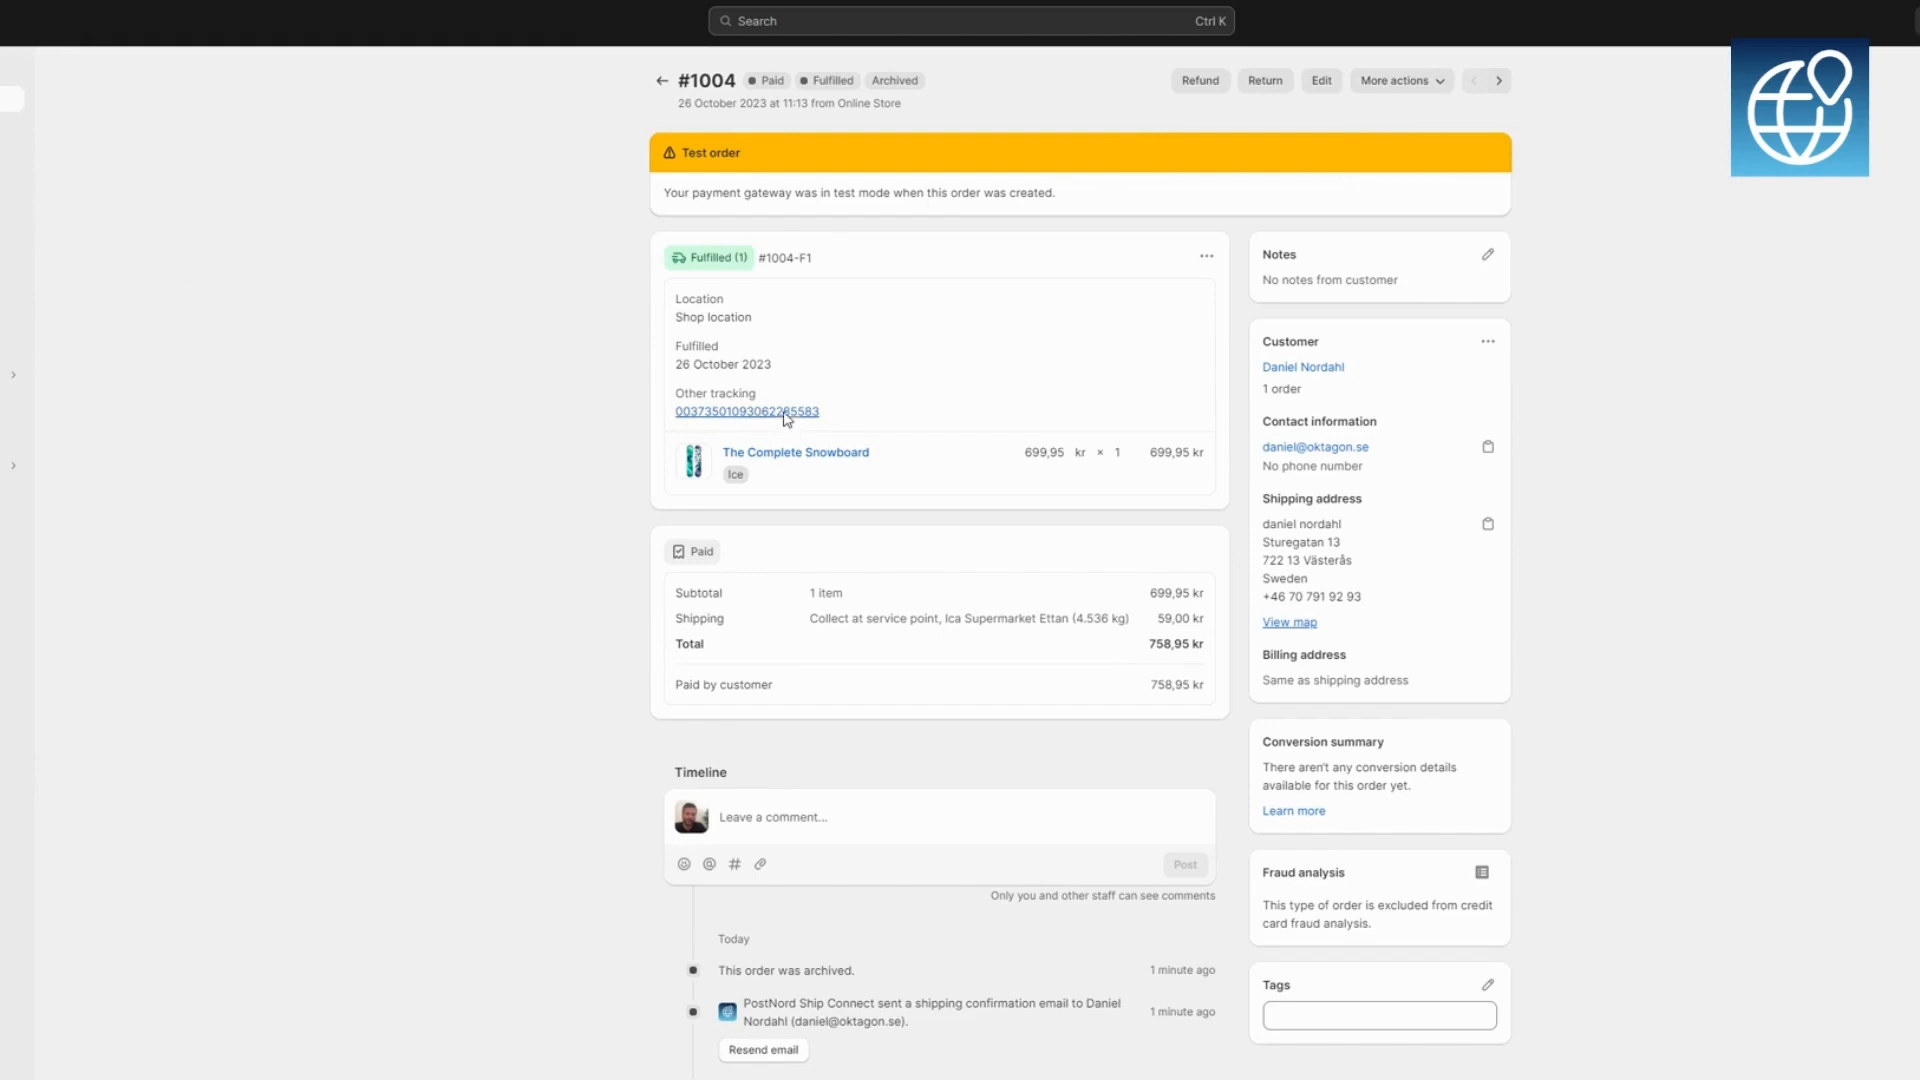 Search Ctrl K
#1004 Paid Fulfilled Archived
Refund Return Edit More actions
26 October 2023 at 11:13 from Online Store
Test order
Your payment gateway was in test mode when this order was created.
Fulfilled (1) #1004-F1
Location
Shop location
Fulfilled
26 October 2023
Other tracking
The Complete Snowboard 699,95 kr × 1 699,95 kr
Ice
Paid
Subtotal 1 item 699,95 kr
Shipping Collect at service point, Ica Supermarket Ettan (4.536 kg) 59,00 kr
Total 758,95 kr
Paid by customer 758,95 kr
Timeline
Leave a comment...
Post
Only you and other staff can see comments
Today
This order was archived. 1 minute ago
PostNord Ship Connect sent a shipping confirmation email to Daniel
Nordahl (daniel@oktagon.se). 1 minute ago
Resend email
Notes
No notes from customer
Customer
Daniel Nordahl
1 order
Contact information
daniel@oktagon.se
No phone number
Shipping address
daniel nordahl
Sturegatan 13
722 13 Västerås
Sweden
+46 70 791 92 93
View map
Billing address
Same as shipping address
Conversion summary
There aren't any conversion details
available for this order yet.
Learn more
Fraud analysis
This type of order is excluded from credit
card fraud analysis.
Tags